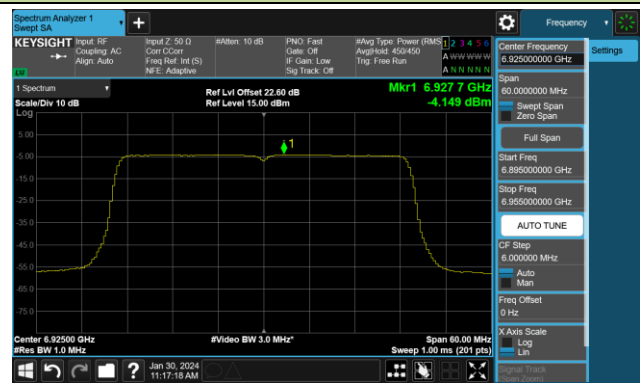 Spectrum Analyzer 1
Swept SA
Frequency
KEYSIGHT
Input: RF
Coupling: AC
Align: Auto
Input Z: 50 Ω
Corr CCorr
Freq Ref: Int (S)
NFE: Adaptive
#Atten: 10 dB
PNO: Fast
Gate: Off
IF Gain: Low
Sig Track: Off
#Avg Type: Power (RMS)
Avg|Hold: 450/450
Trig: Free Run
1 2 3 4 5 6
A W W W W W
A N N N N N
LU
1 Spectrum
Scale/Div 10 dB
Log
Ref Lvl Offset 22.60 dB
Ref Level 15.00 dBm
Mkr1 6.927 7 GHz
-4.149 dBm
1
5.00
-5.00
-15.0
-25.0
-35.0
-45.0
-55.0
-65.0
-75.0
Center 6.92500 GHz
#Res BW 1.0 MHz
#Video BW 3.0 MHz*
Span 60.00 MHz
Sweep 1.00 ms (201 pts)
Center Frequency
6.925000000 GHz
Settings
Span
60.0000000 MHz
Swept Span
Zero Span
Full Span
Start Freq
6.895000000 GHz
Stop Freq
6.955000000 GHz
AUTO TUNE
CF Step
6.000000 MHz
Auto
Man
Freq Offset
0 Hz
X Axis Scale
Log
Lin
Signal Track
(Span Zoom)
?
Jan 30, 2024
11:17:18 AM